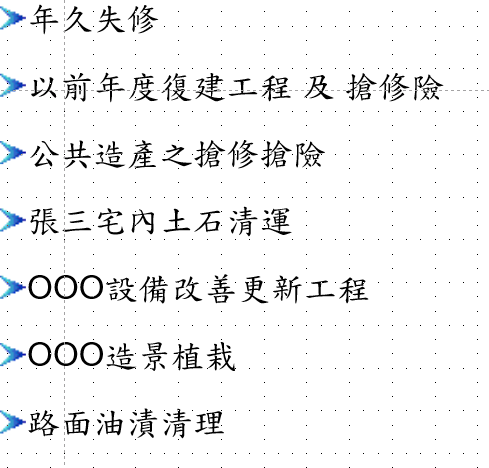 年久失修
以前年度復建工程 及 搶修險
公共造產之搶修搶險
張三宅內土石清運
OOO設備改善更新工程
OOO造景植栽
路面油漬清理